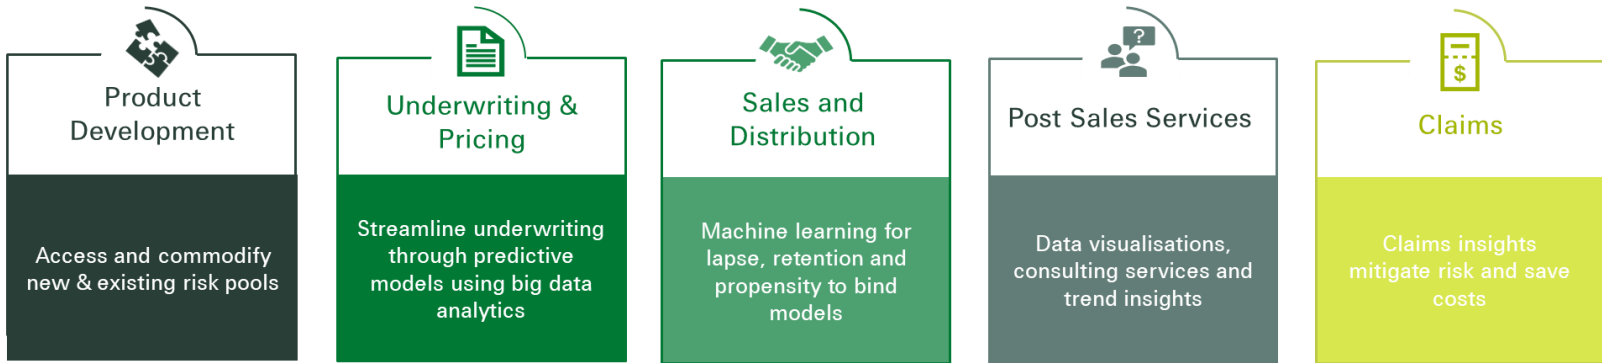 Product
Development
Access and commodify
new & existing risk pools
Underwriting &
Pricing
Streamline underwriting
through predictive
models using big data
analytics
Sales and
Distribution
Machine learning for
lapse, retention and
propensity to bind
models
?
Post Sales Services
Data visualisations,
consulting services and
trend insights
$
Claims
Claims insights
mitigate risk and save
costs